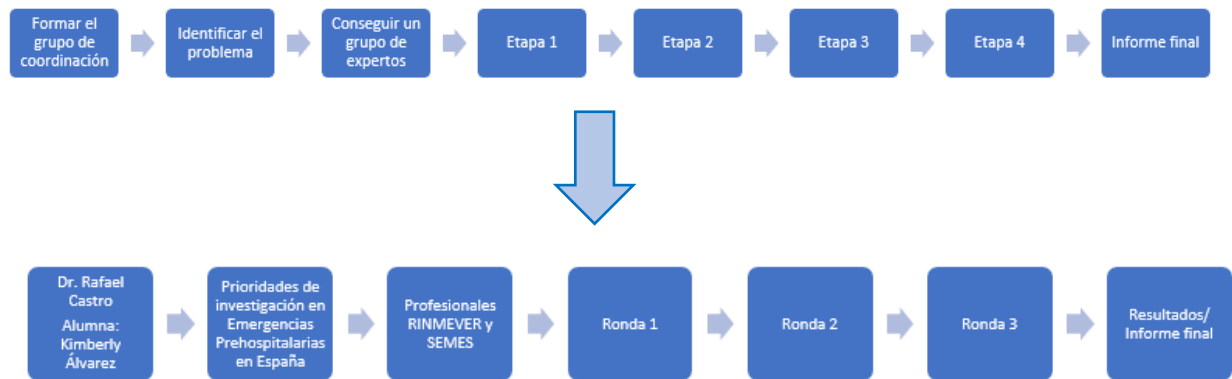 Formar el
grupo de
coordinación
Identificar el
problema
Conseguir un
grupo de
expertos
Etapa 1
Etapa 2
Etapa 3
Etapa 4
Informe final
Dr. Rafael
Castro
Alumna:
Kimberly
Álvarez
Prioridades de
investigación en
Emergencias
Prehospitalarias
en España
Profesionales
RINMEVER y
SEMES
Ronda 1
Ronda 2
Ronda 3
Resultados/
Informe final